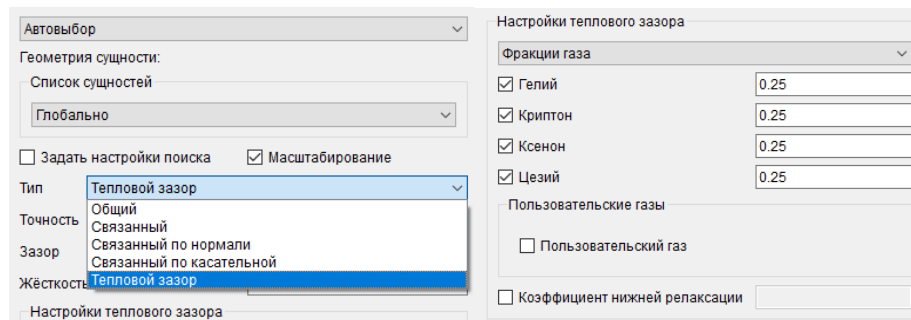 Автовыбор
Геометрия сущности:
Список сущностей
Глобально
Задать настройки поиска
Масштабирование
Тип
Тепловой зазор
Общий
Точность
Связанный
Связанный по нормали
Зазор
Связанный по касательной
Жёсткость
Тепловой зазор
Настройки теплового зазора
Настройки теплового зазора
Фракции газа
Гелий 0.25
Криптон 0.25
Ксенон 0.25
Цезий 0.25
Пользовательские газы
Пользовательский газ
Коэффициент нижней релаксации